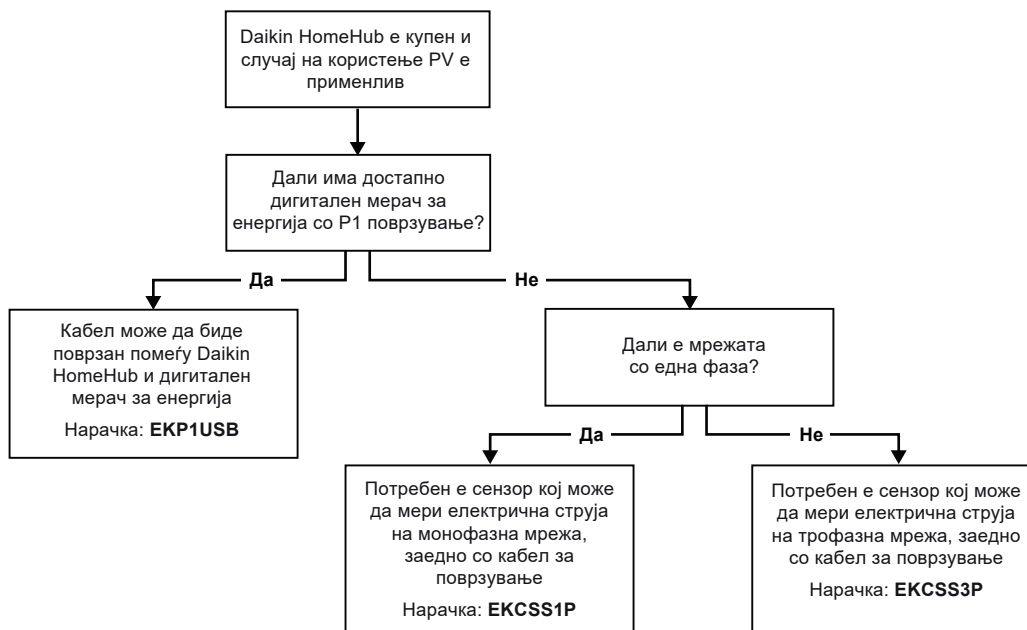 Daikin HomeHub е купен и
случај на користење PV е
применлив
Дали има достапно
дигитален мерач за
енергија со P1 поврзување?
Да
Не
Кабел може да биде
поврзан помеѓу Daikin
HomeHub и дигитален
мерач за енергија
Нарачка: EKP1USB
Дали е мрежата
со една фаза?
Да
Не
Потребен е сензор кој може
да мери електрична струја
на монофазна мрежа,
заедно со кабел за
поврзување
Нарачка: EKCSS1P
Потребен е сензор кој може
да мери електрична струја
на трофазна мрежа, заедно
со кабел за поврзување
Нарачка: EKCSS3P